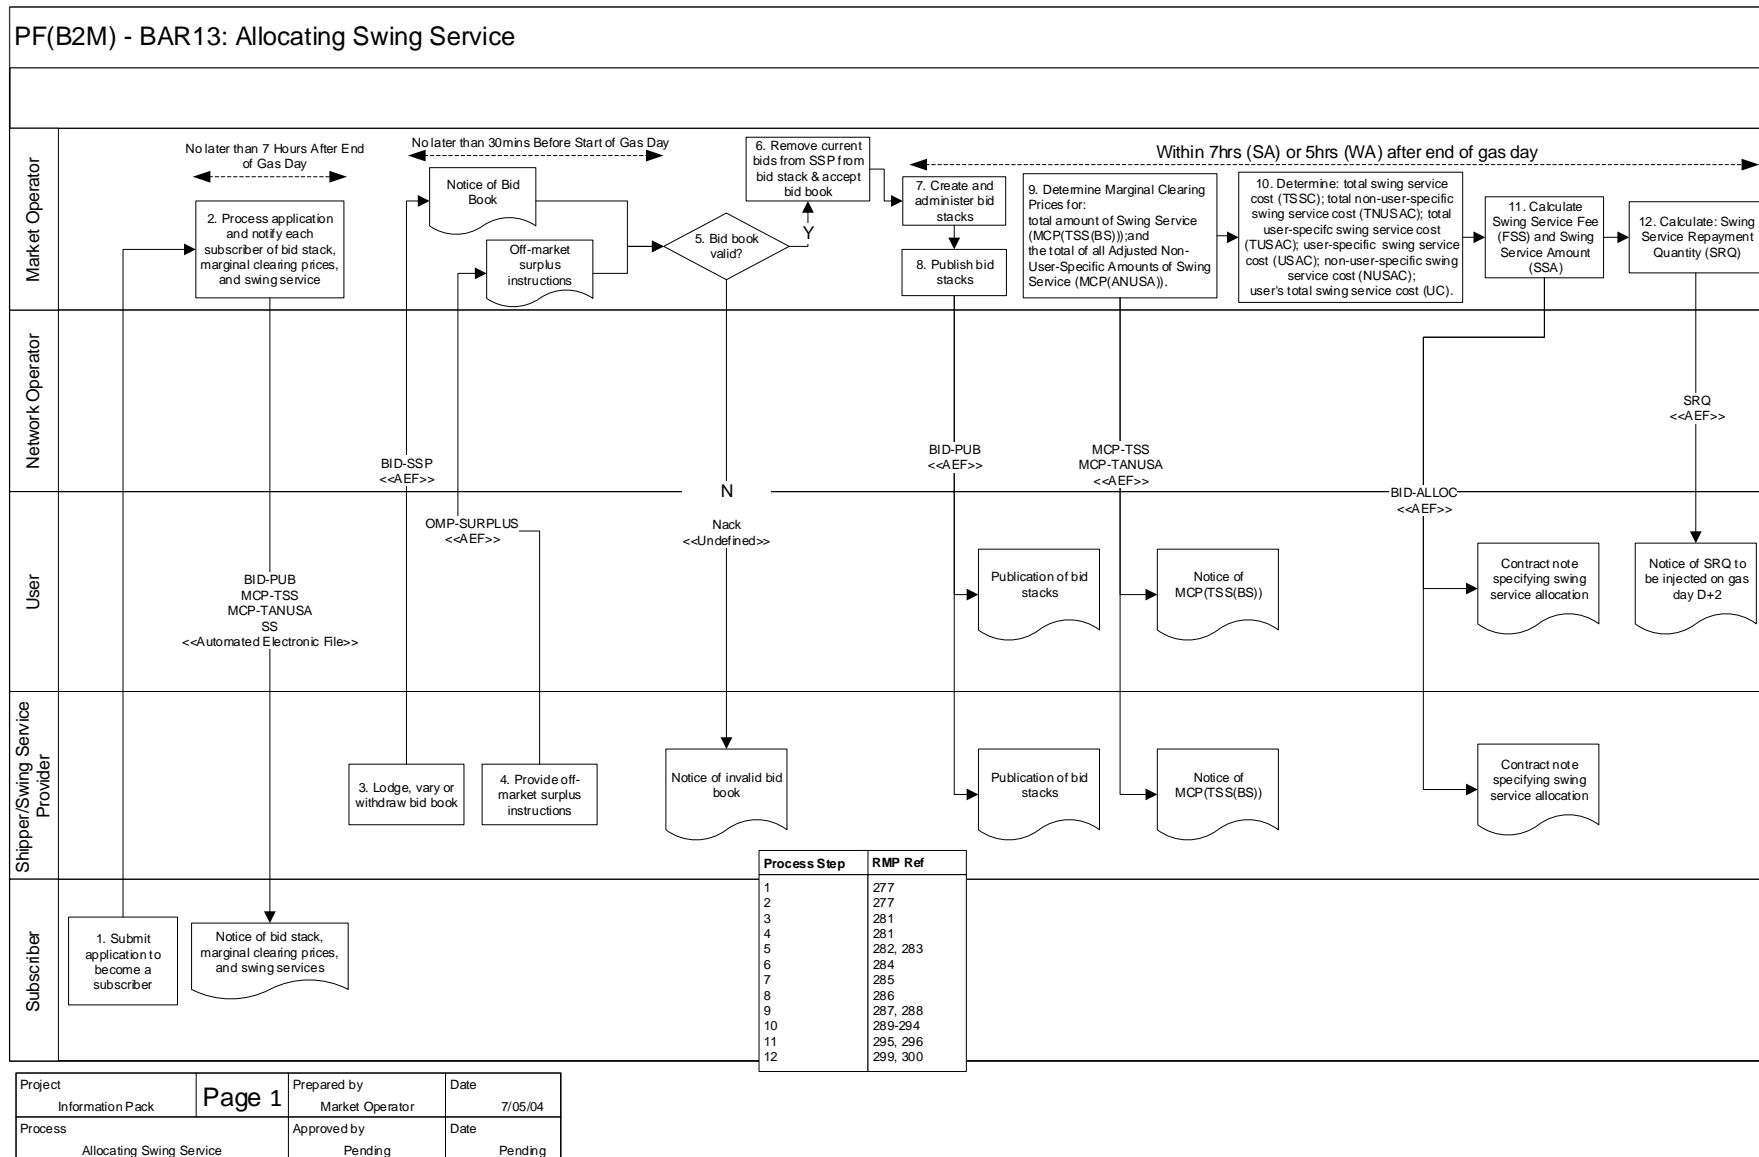 PF(B2M) - BAR13: Allocating Swing Service
Market Operator
No later than 7 Hours After End
of Gas Day
2. Process application
and notify each
subscriber of bid stack,
marginal clearing prices,
and swing service
No later than 30mins Before Start of Gas Day
Notice of Bid
Book
Off-market
surplus
instructions
5. Bid book
valid?
Y
6. Remove current
bids from SSP from
bid stack & accept
bid book
Within 7hrs (SA) or 5hrs (WA) after end of gas day
7. Create and
administer bid
stacks
8. Publish bid
stacks
9. Determine Marginal Clearing
Prices for:
total amount of Swing Service
(MCP(TSS(BS)));and
the total of all Adjusted Non-
User-Specific Amounts of Swing
Service (MCP(ANUSA)).
10. Determine: total swing service
cost (TSSC); total non-user-specific
swing service cost (TNUSAC); total
user-specifc swing service cost
(TUSAC); user-specific swing service
cost (USAC); non-user-specific swing
service cost (NUSAC);
user's total swing service cost (UC).
11. Calculate
Swing Service Fee
(FSS) and Swing
Service Amount
(SSA)
12. Calculate: Swing
Service Repayment
Quantity (SRQ)
Network Operator
BID-SSP
<<AEF>>
N
BID-PUB
<<AEF>>
MCP-TSS
MCP-TANUSA
<<AEF>>
SRQ
<<AEF>>
BID-ALLOC
<<AEF>>
User
BID-PUB
MCP-TSS
MCP-TANUSA
SS
<<Automated Electronic File>>
OMP-SURPLUS
<<AEF>>
Nack
<<Undefined>>
Publication of bid
stacks
Notice of
MCP(TSS(BS))
Contract note
specifying swing
service allocation
Notice of SRQ to
be injected on gas
day D+2
Shipper/Swing Service
Provider
3. Lodge, vary or
withdraw bid book
4. Provide off-
market surplus
instructions
Notice of invalid bid
book
Publication of bid
stacks
Notice of
MCP(TSS(BS))
Contract note
specifying swing
service allocation
Subscriber
1. Submit
application to
become a
subscriber
Notice of bid stack,
marginal clearing prices,
and swing services
Process Step RMP Ref
1 277
2 277
3 281
4 281
5 282, 283
6 284
7 285
8 286
9 287, 288
10 289-294
11 295, 296
12 299, 300
Project
Information Pack
Page 1
Prepared by
Market Operator
Date
7/05/04
Process
Allocating Swing Service
Approved by
Pending
Date
Pending